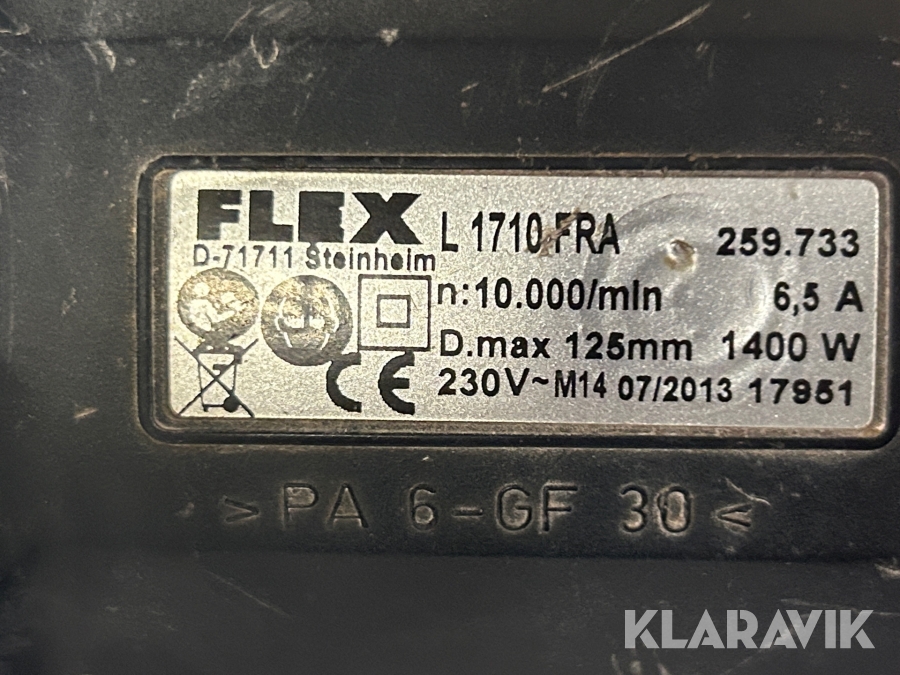 FLEX L 1710 FRA 259.733
D-71711 Steinheim
n: 10.000/min 6,5 A
D.max 125mm 1400 W
CE 230V~ M14 07/2013 17951
> PA 6-GF 30 <
KLARAVIK